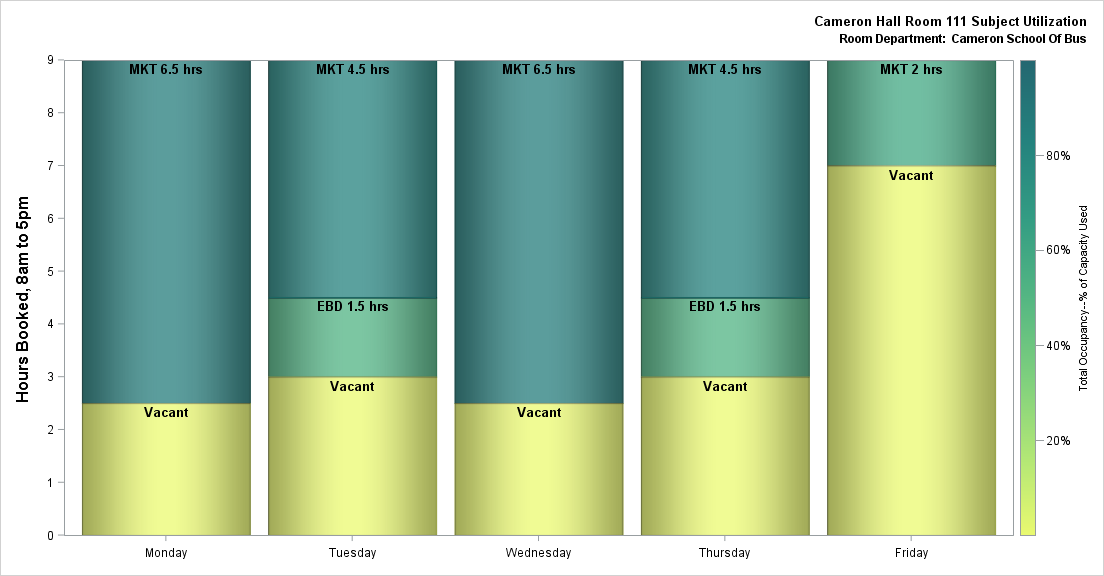 Cameron Hall Room 111 Subject Utilization
Room Department: Cameron School Of Bus
Hours Booked, 8am to 5pm
9
8
7
6
5
4
3
2
1
0
MKT 6.5 hrs
Vacant
MKT 4.5 hrs
EBD 1.5 hrs
Vacant
MKT 6.5 hrs
Vacant
MKT 4.5 hrs
EBD 1.5 hrs
Vacant
MKT 2 hrs
Vacant
Monday
Tuesday
Wednesday
Thursday
Friday
80%
60%
40%
20%
Total Occupancy--% of Capacity Used